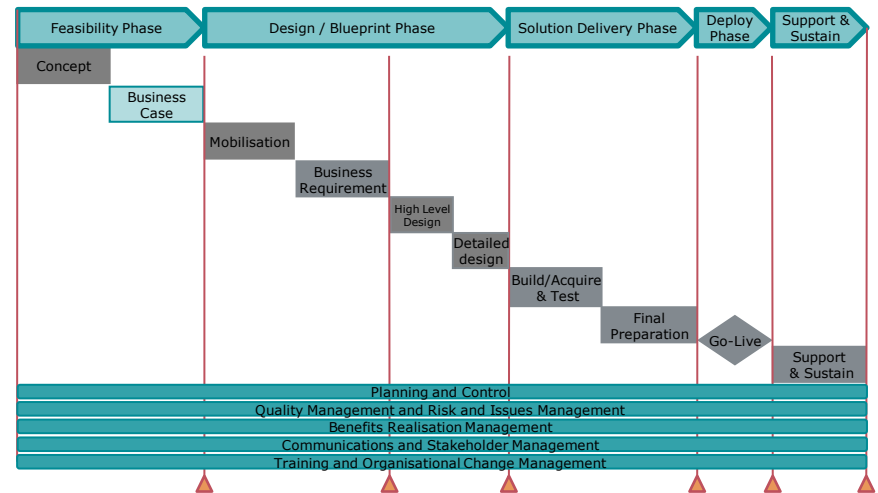 Feasibility Phase
Design / Blueprint Phase
Solution Delivery Phase
Deploy
Phase
Support &
Sustain
Concept
Business
Case
Mobilisation
Business
Requirement
High Level
Design
Detailed
design
Build/Acquire
& Test
Final
Preparation
Go-Live
Support
& Sustain
Planning and Control
Quality Management and Risk and Issues Management
Benefits Realisation Management
Communications and Stakeholder Management
Training and Organisational Change Management